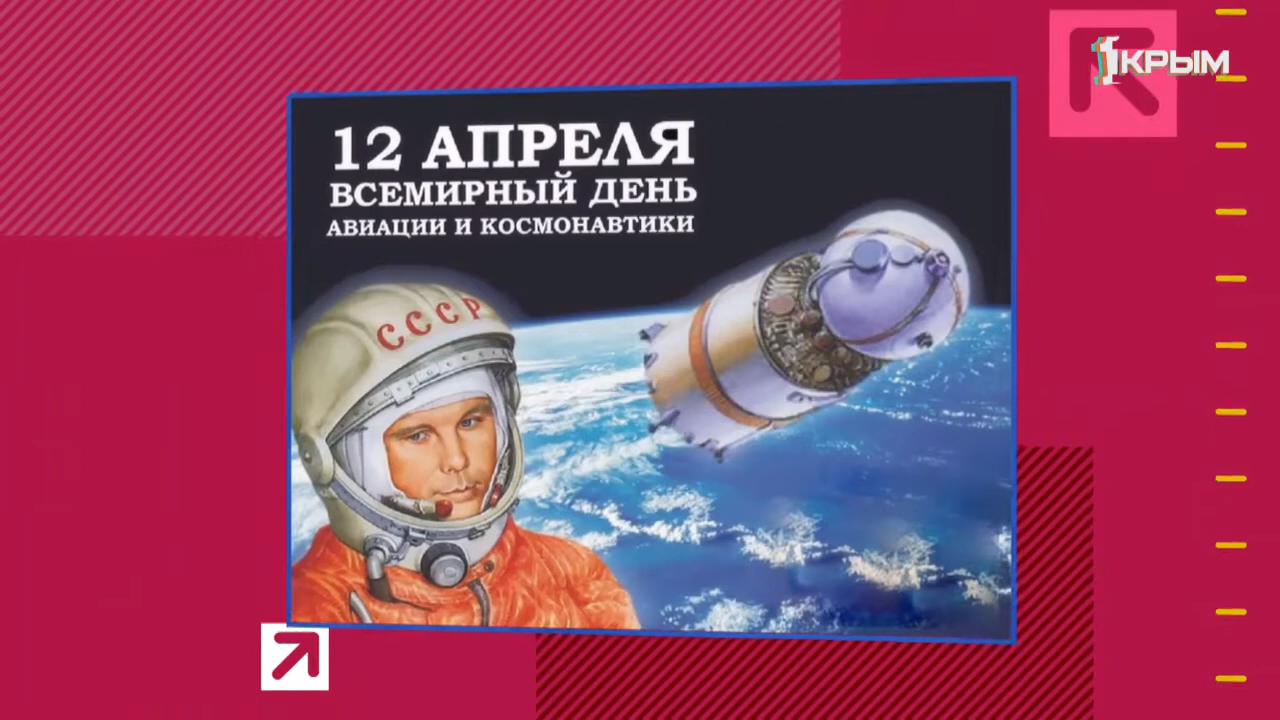 1КРЫМ
12 АПРЕЛЯ
ВСЕМИРНЫЙ ДЕНЬ
АВИАЦИИ И КОСМОНАВТИКИ
СССР